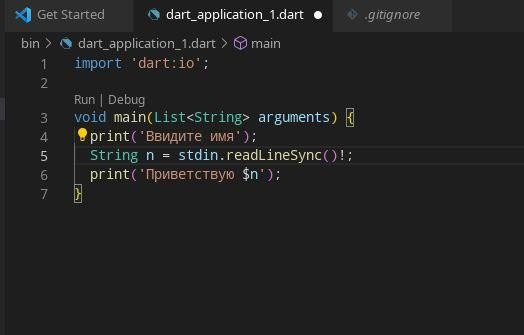 Get Started dart_application_1.dart .gitignore
bin > dart_application_1.dart > main
1 import 'dart:io';
2
Run | Debug
3 void main(List<String> arguments) {
4 print('Ввидите имя');
5 String n = stdin.readLineSync()!;
6 print('Приветствую $n');
7 }